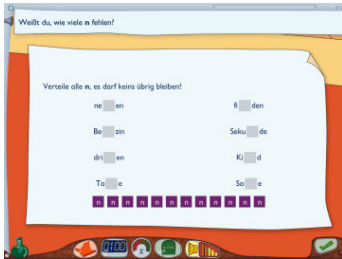 Weißt du, wie viele n fehlen?
Verteile alle n, es darf keins übrig bleiben!
ne en fi den
Be zin Seku de
dri en Ki d
Ta e So e
n n n n n n n n n n n n